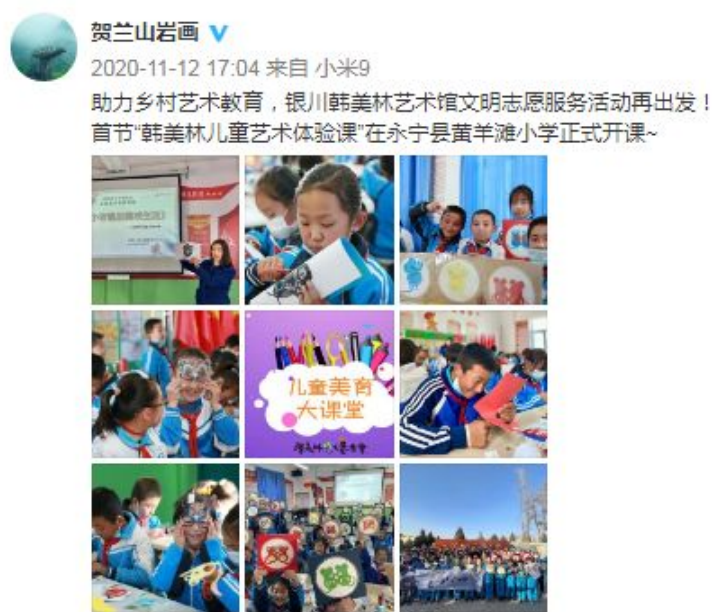 贺兰山岩画
2020-11-12 17:04 来自 小米9
助力乡村艺术教育，银川韩美林艺术馆文明志愿服务活动再出发！
首节“韩美林儿童艺术体验课”在永宁县黄羊滩小学正式开课~
儿童美育
大课堂